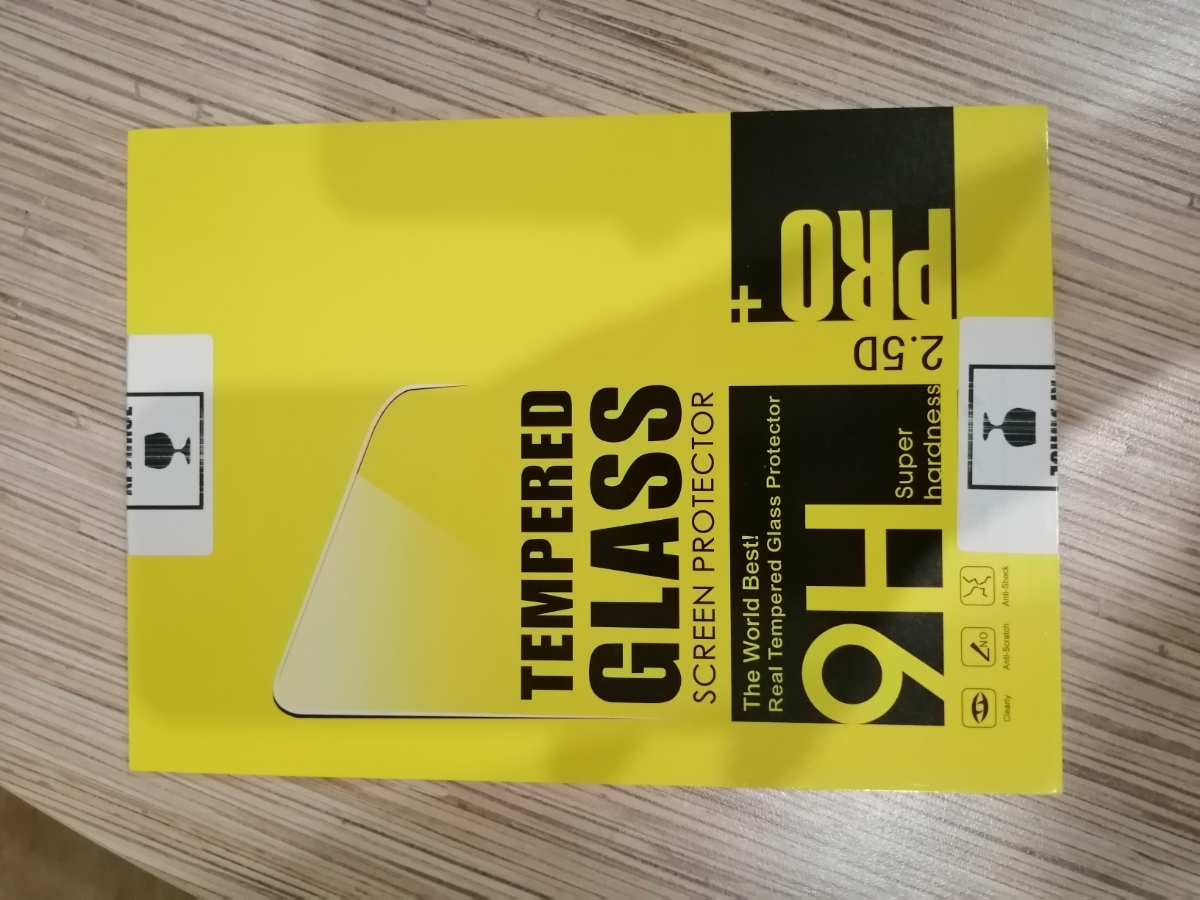 TEMPERED
GLASS
SCREEN PROTECTOR
The World Best!
Real Tempered Glass Protector
9H
Super
hardness
2.5D
PRO
+
Clearly
NO
Anti-Scratch
Anti-Shock